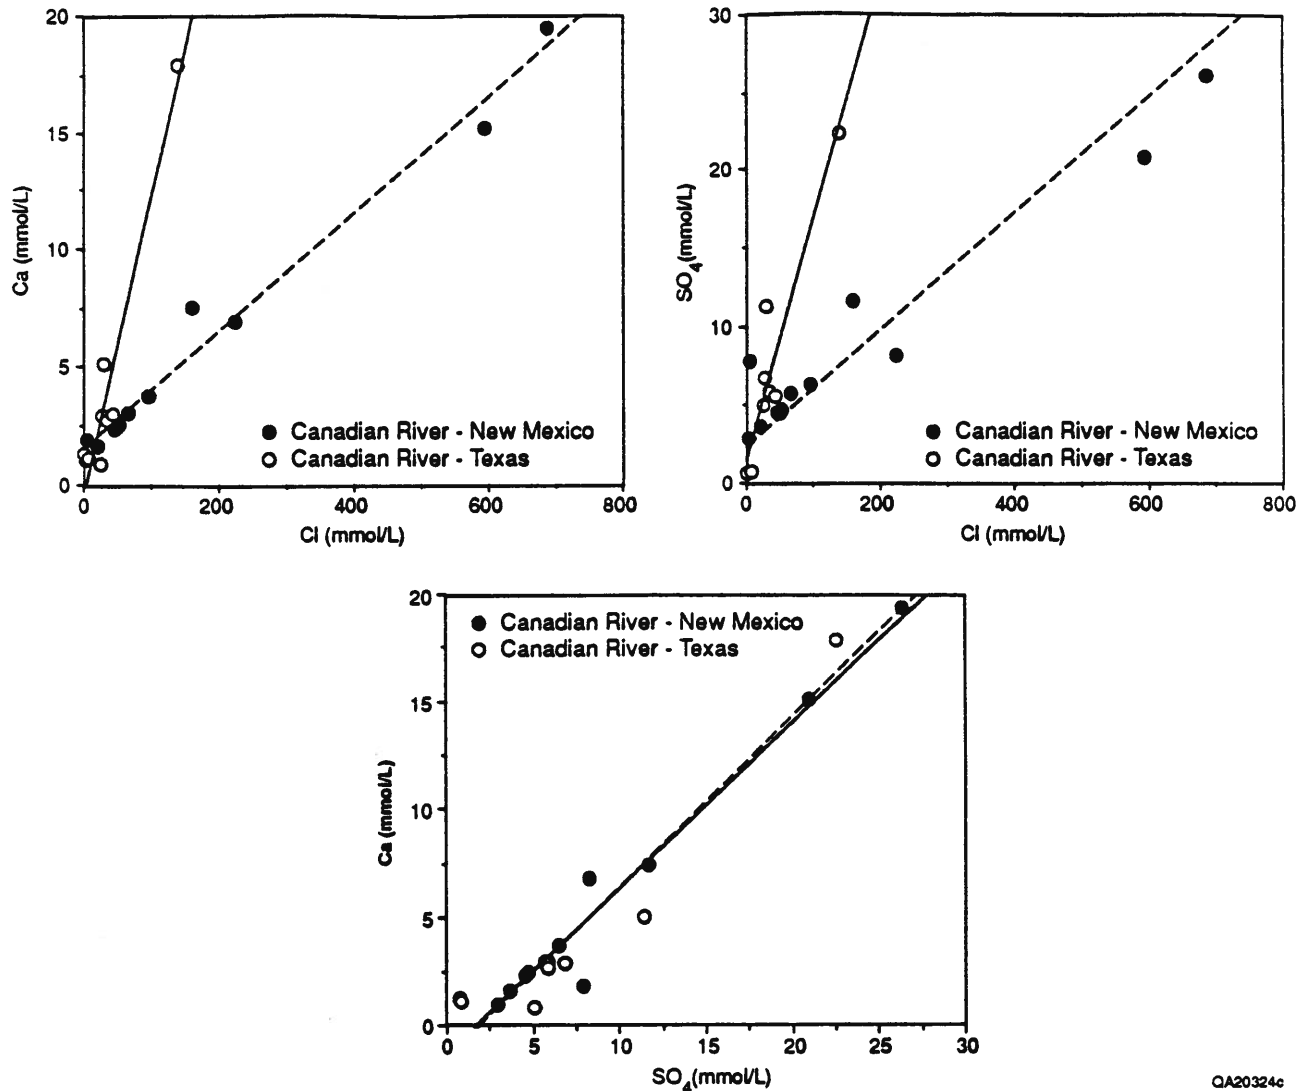 20
15
10
5
0
Ca (mmol/L)
0 200 400 600 800
Cl (mmol/L)
Canadian River - New Mexico
Canadian River - Texas
30
20
10
0
SO4(mmol/L)
0 200 400 600 800
Cl (mmol/L)
Canadian River - New Mexico
Canadian River - Texas
20
15
10
5
0
Ca (mmol/L)
Canadian River - New Mexico
Canadian River - Texas
0 5 10 15 20 25 30
SO4(mmol/L)
QA20324c